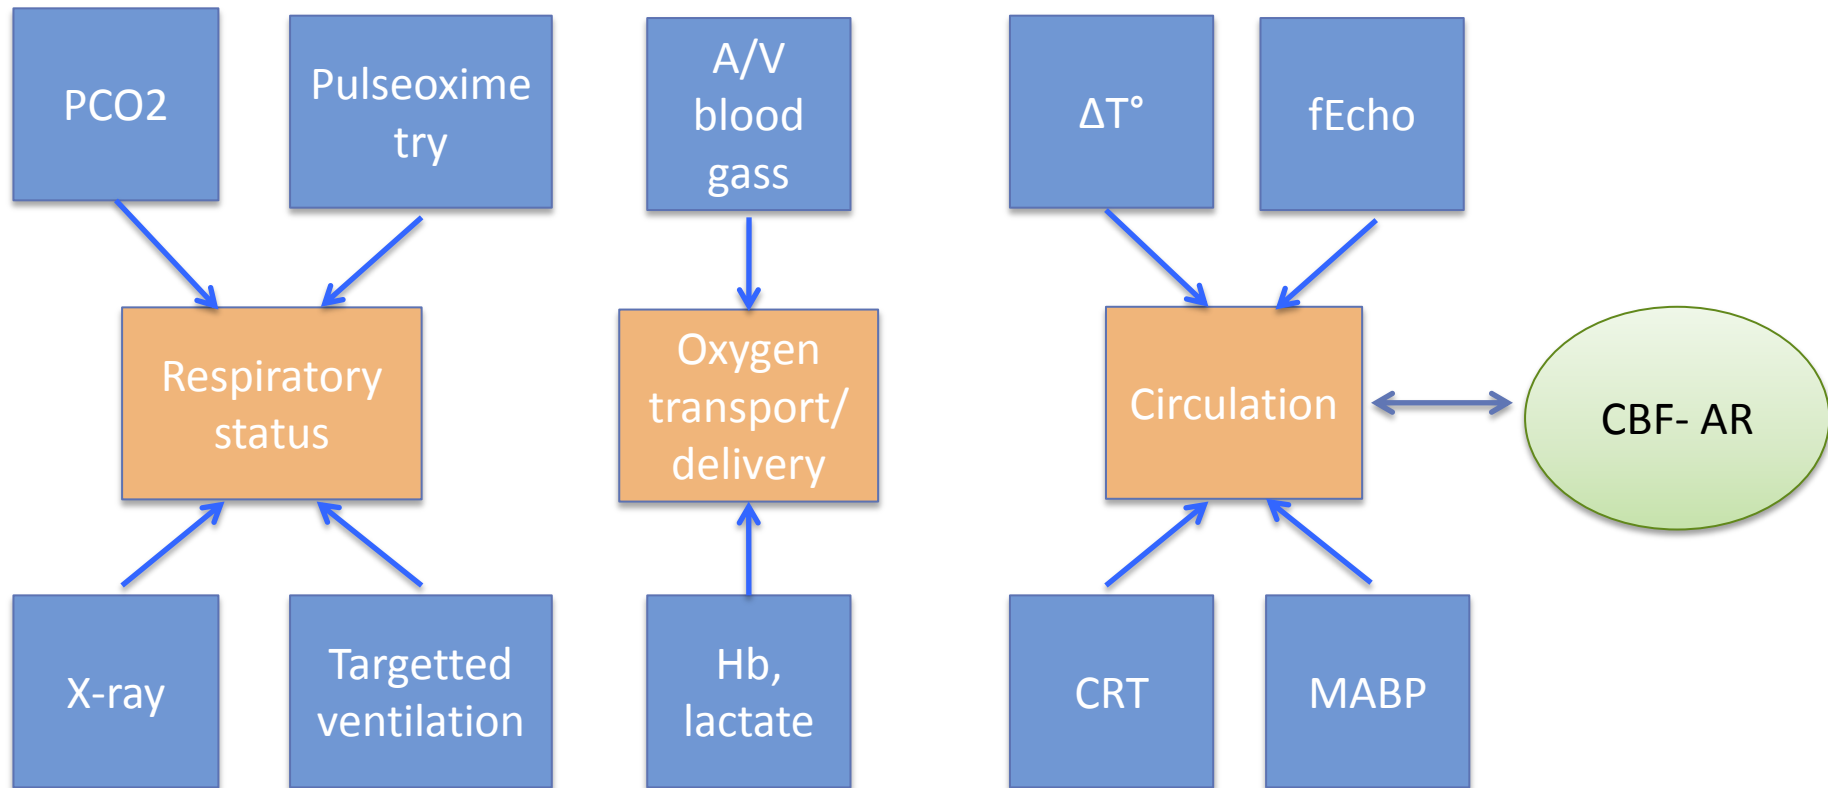 PCO2
Pulseoxime
try
A/V
blood
gass
ΔT°
fEcho
Respiratory
status
Oxygen
transport/
delivery
Circulation
CBF- AR
X-ray
Targetted
ventilation
Hb,
lactate
CRT
MABP